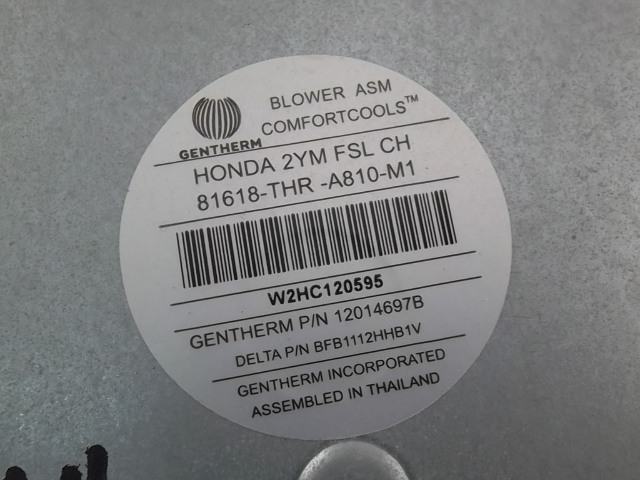 BLOWER ASM
COMFORTCOOLS™
GENTHERM
HONDA 2YM FSL CH
81618-THR -A810-M1
W2HC120595
GENTHERM P/N 12014697B
DELTA P/N BFB1112HHB1V
GENTHERM INCORPORATED
ASSEMBLED IN THAILAND